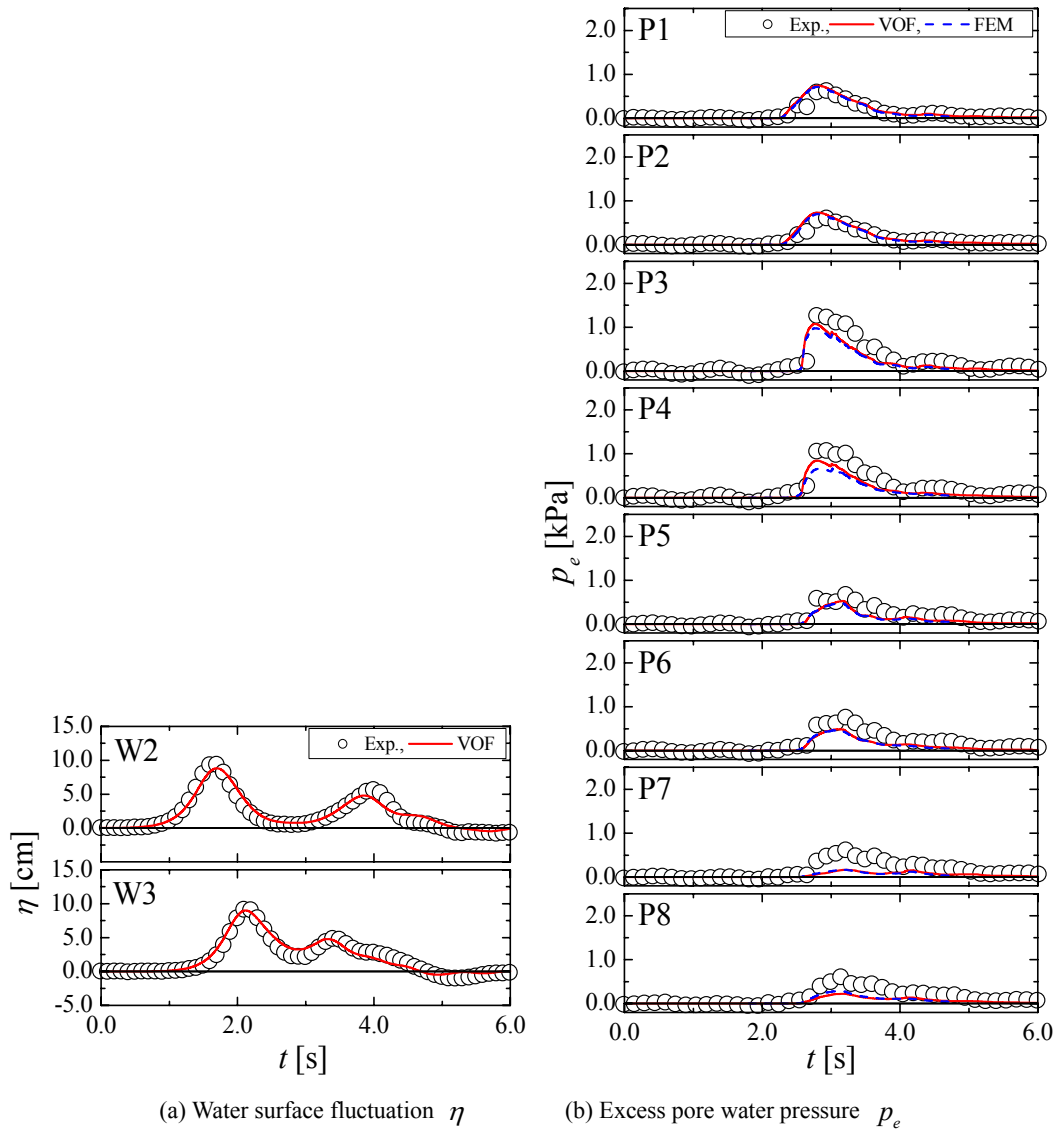 W2
Exp., VOF
15.0
10.0
5.0
0.0
W3
15.0
10.0
5.0
0.0
-5.0
η [cm]
0.0 2.0 4.0 6.0
t [s]
(a) Water surface fluctuation η
P1
Exp., VOF, FEM
2.0
1.0
0.0
P2
2.0
1.0
0.0
P3
2.0
1.0
0.0
P4
2.0
1.0
0.0
P5
2.0
1.0
0.0
P6
2.0
1.0
0.0
P7
2.0
1.0
0.0
P8
2.0
1.0
0.0
p_e [kPa]
0.0 2.0 4.0 6.0
t [s]
(b) Excess pore water pressure p_e